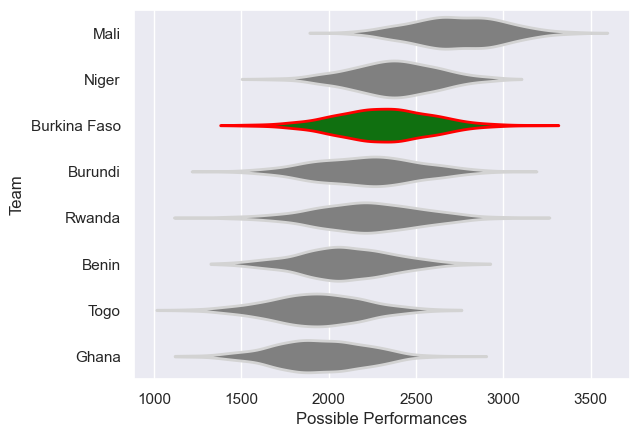 Mali
Niger
Burkina Faso
Burundi
Rwanda
Benin
Togo
Ghana
Team
1000 1500 2000 2500 3000 3500
Possible Performances